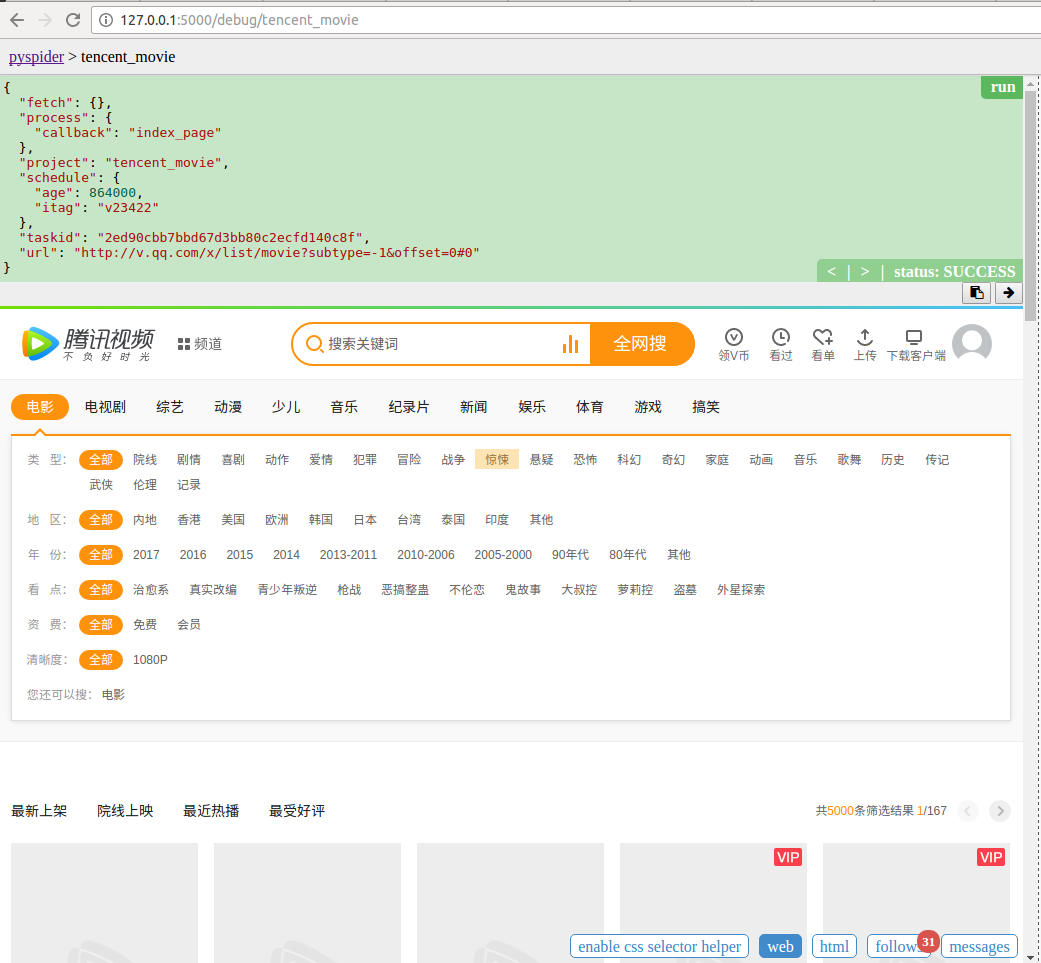 127.0.0.1:5000/debug/tencent_movie
pyspider > tencent_movie
run
{
"fetch": {},
"process": {
"callback": "index_page"
},
"project": "tencent_movie",
"schedule": {
"age": 864000,
"itag": "v23422"
},
"taskid": "2ed90cbb7bbd67d3bb80c2ecfd140c8f",
"url": "http://v.qq.com/x/list/movie?subtype=-1&offset=0#0"
}
< | > | status: SUCCESS
腾讯视频
不负好时光
频道
搜索关键词
全网搜
领V币 看过 看单 上传 下载客户端
电影 电视剧 综艺 动漫 少儿 音乐 纪录片 新闻 娱乐 体育 游戏 搞笑
类 型: 全部 院线 剧情 喜剧 动作 爱情 犯罪 冒险 战争 惊悚 悬疑 恐怖 科幻 奇幻 家庭 动画 音乐 歌舞 历史 传记
武侠 伦理 记录
地 区: 全部 内地 香港 美国 欧洲 韩国 日本 台湾 泰国 印度 其他
年 份: 全部 2017 2016 2015 2014 2013-2011 2010-2006 2005-2000 90年代 80年代 其他
看 点: 全部 治愈系 真实改编 青少年叛逆 枪战 恶搞整蛊 不伦恋 鬼故事 大叔控 萝莉控 盗墓 外星探索
资 费: 全部 免费 会员
清晰度: 全部 1080P
您还可以搜: 电影
最新上架 院线上映 最近热播 最受好评
共5000条筛选结果 1/167 < >
VIP VIP
enable css selector helper web html follows 31 messages